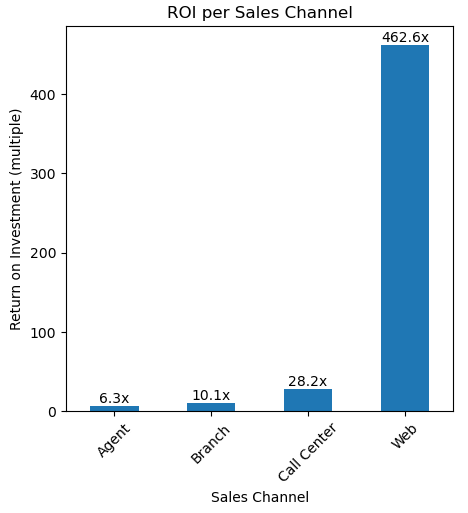 ROI per Sales Channel
Return on Investment (multiple)
400
300
200
100
0
6.3x
10.1x
28.2x
462.6x
Agent
Branch
Call Center
Web
Sales Channel